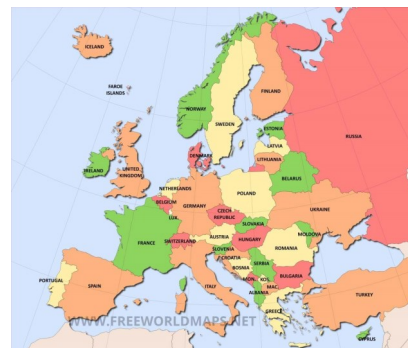 ICELAND
FAROE
ISLANDS
NORWAY
SWEDEN
FINLAND
RUSSIA
ESTONIA
LATVIA
LITHUANIA
DENMARK
BELARUS
IRELAND
UNITED
KINGDOM
NETHERLANDS
BELGIUM
GERMANY
POLAND
LUX.
CZECH
REPUBLIC
UKRAINE
SLOVAKIA
FRANCE
SWITZERLAND
AUSTRIA
HUNGARY
MOLDOVA
SLOVENIA
CROATIA
ROMANIA
BOSNIA
SERBIA
PORTUGAL
SPAIN
ITALY
MON.
KOS.
BULGARIA
MAC.
ALBANIA
GREECE
TURKEY
CYPRUS
WWW.FREEWORLDMAPS.NET